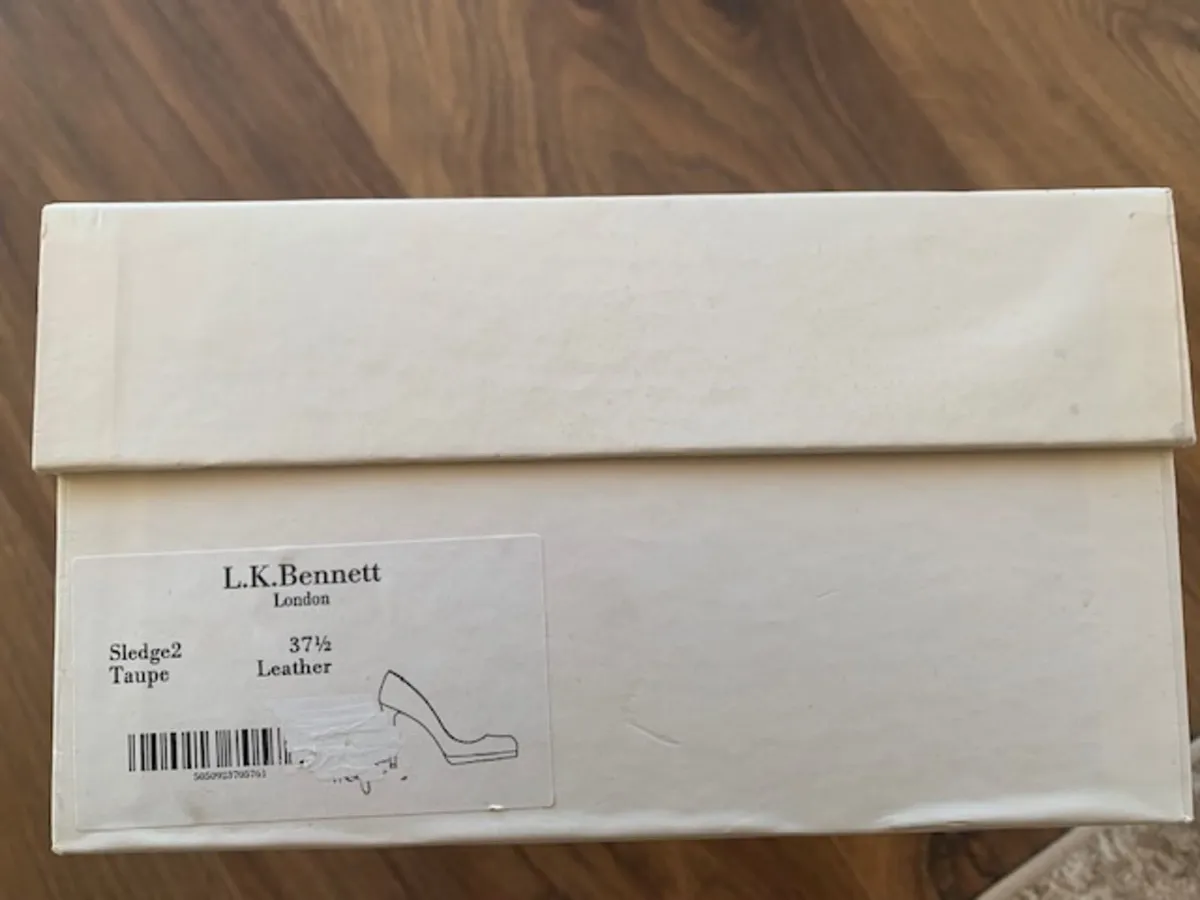 L.K.Bennett
London
Sledge2 37½
Taupe Leather